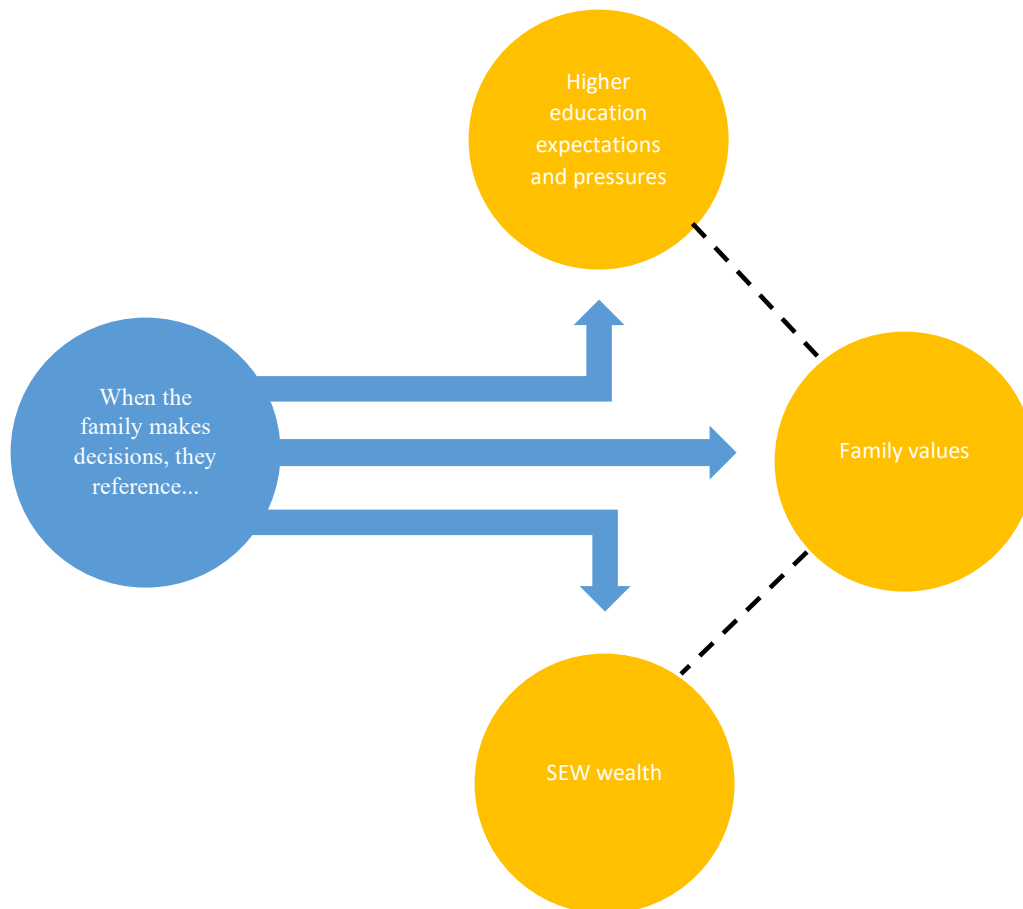 Higher
education
expectations
and pressures
When the
family makes
decisions, they
reference...
Family values
SEW wealth